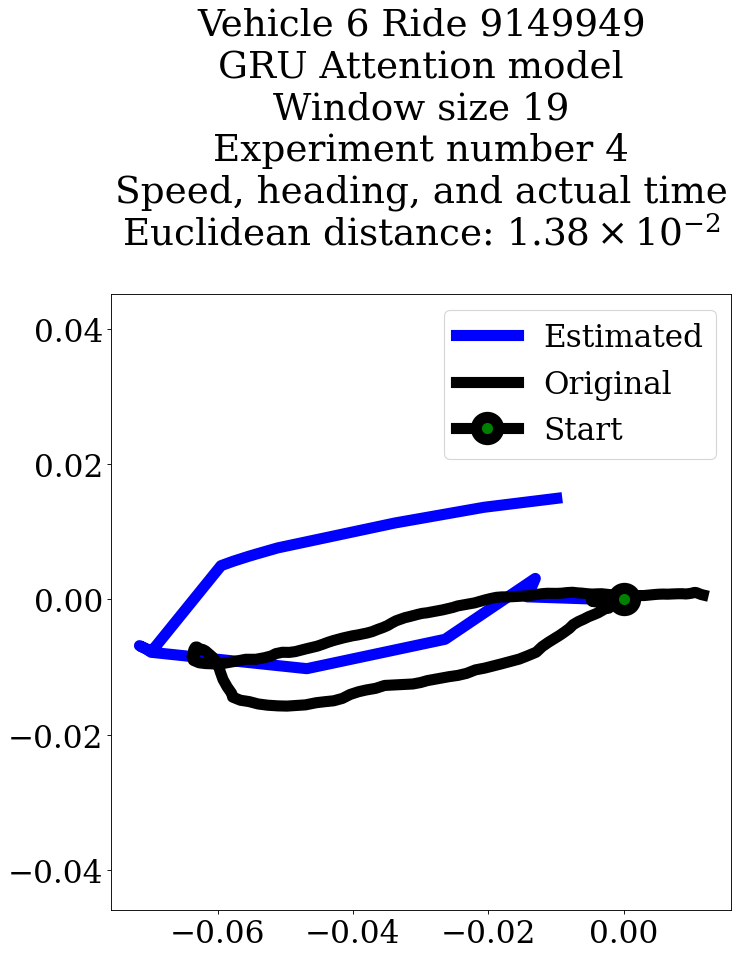 Vehicle 6 Ride 9149949
GRU Attention model
Window size 19
Experiment number 4
Speed, heading, and actual time
Euclidean distance: 1.38 × 10⁻²
Estimated
Original
Start
0.04
0.02
0.00
−0.02
−0.04
−0.06 −0.04 −0.02 0.00